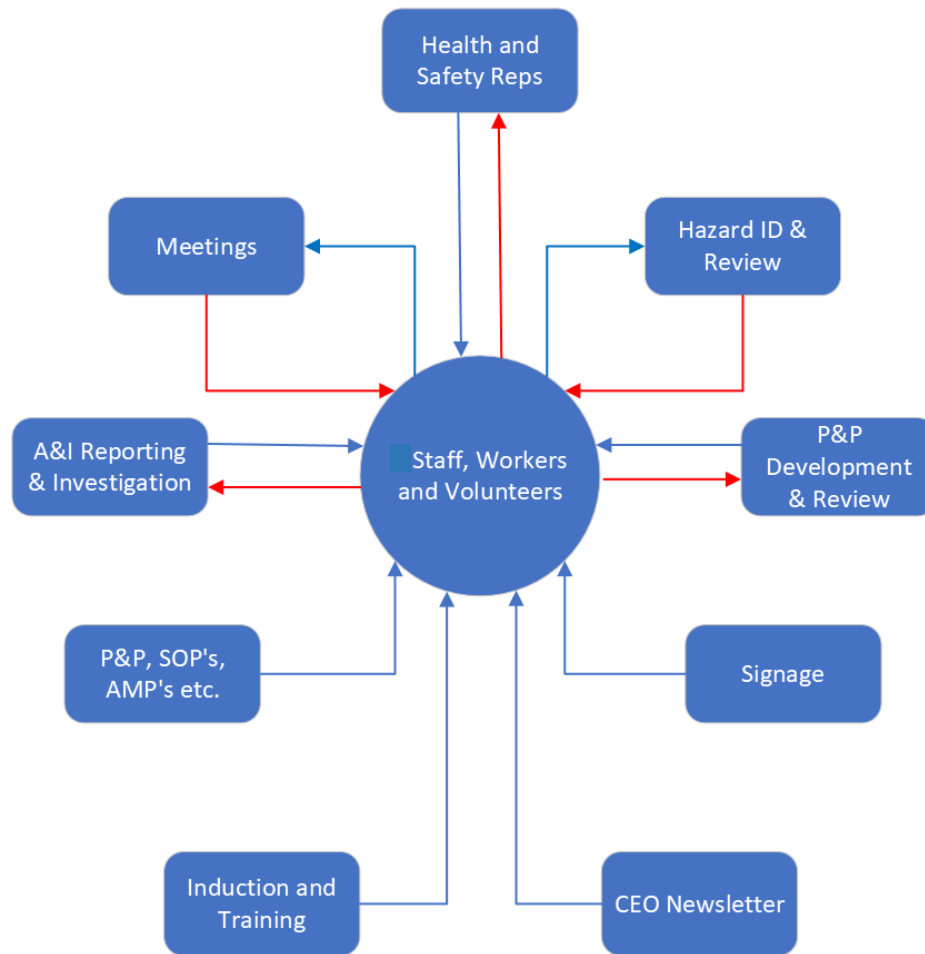 Health and
Safety Reps
Meetings
Hazard ID &
Review
A&I Reporting
& Investigation
Staff, Workers
and Volunteers
P&P
Development
& Review
P&P, SOP's,
AMP's etc.
Signage
Induction and
Training
CEO Newsletter